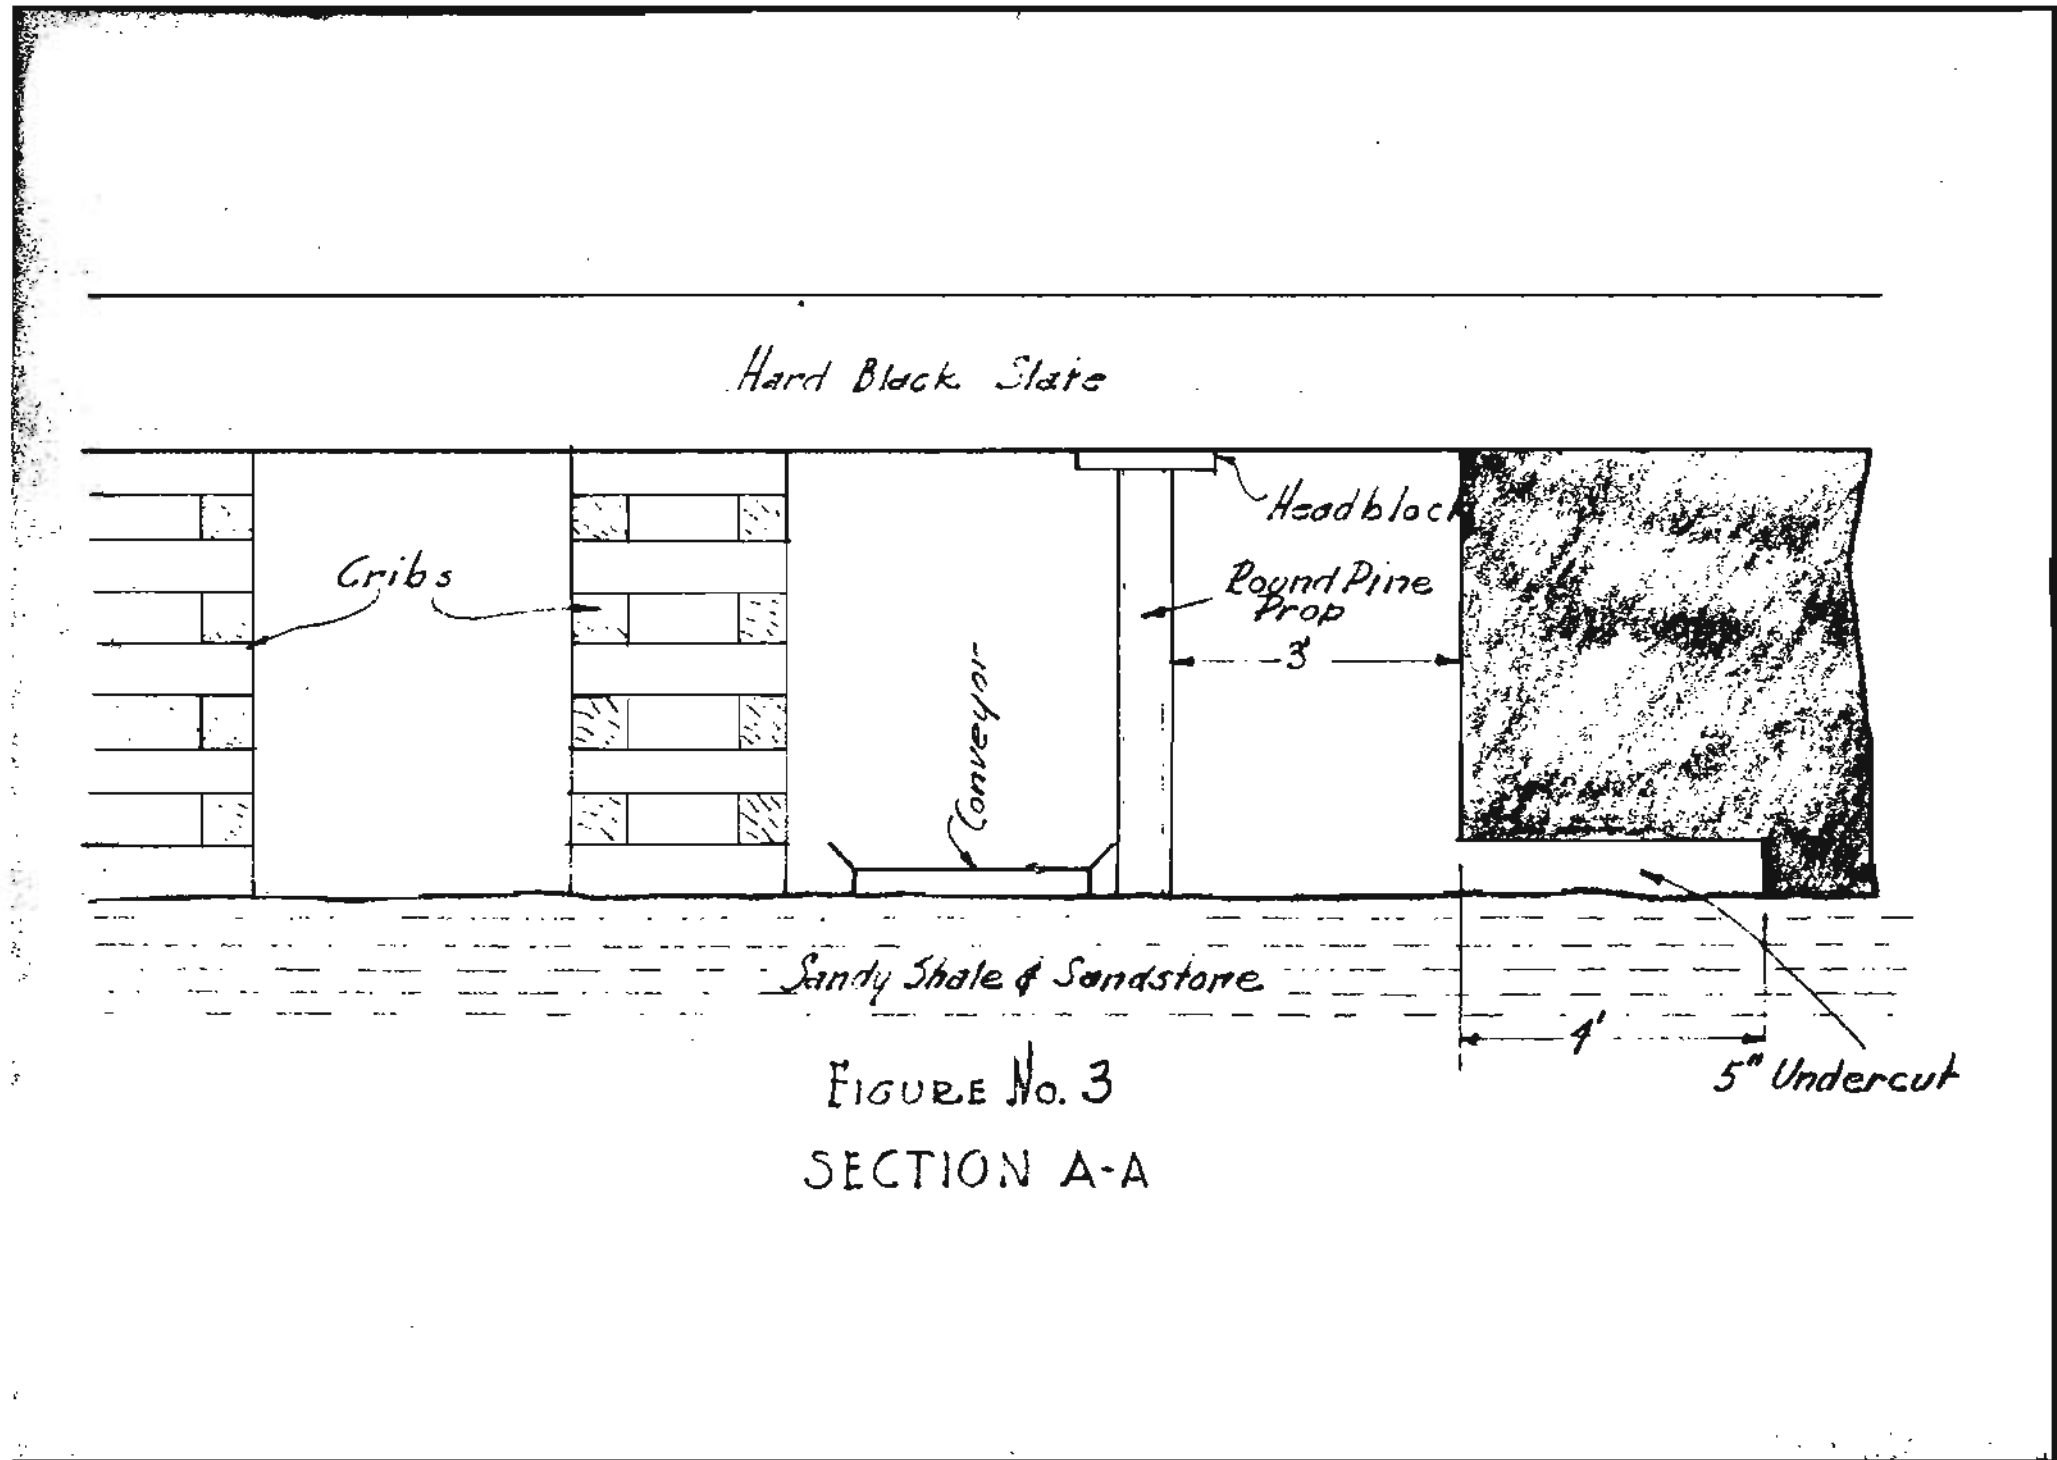 Hard Black Slate
Headblock
Cribs
Round Pine
Prop
3'
Conveyor
Sandy Shale & Sandstone
4'
5" Undercut
FIGURE No. 3
SECTION A-A